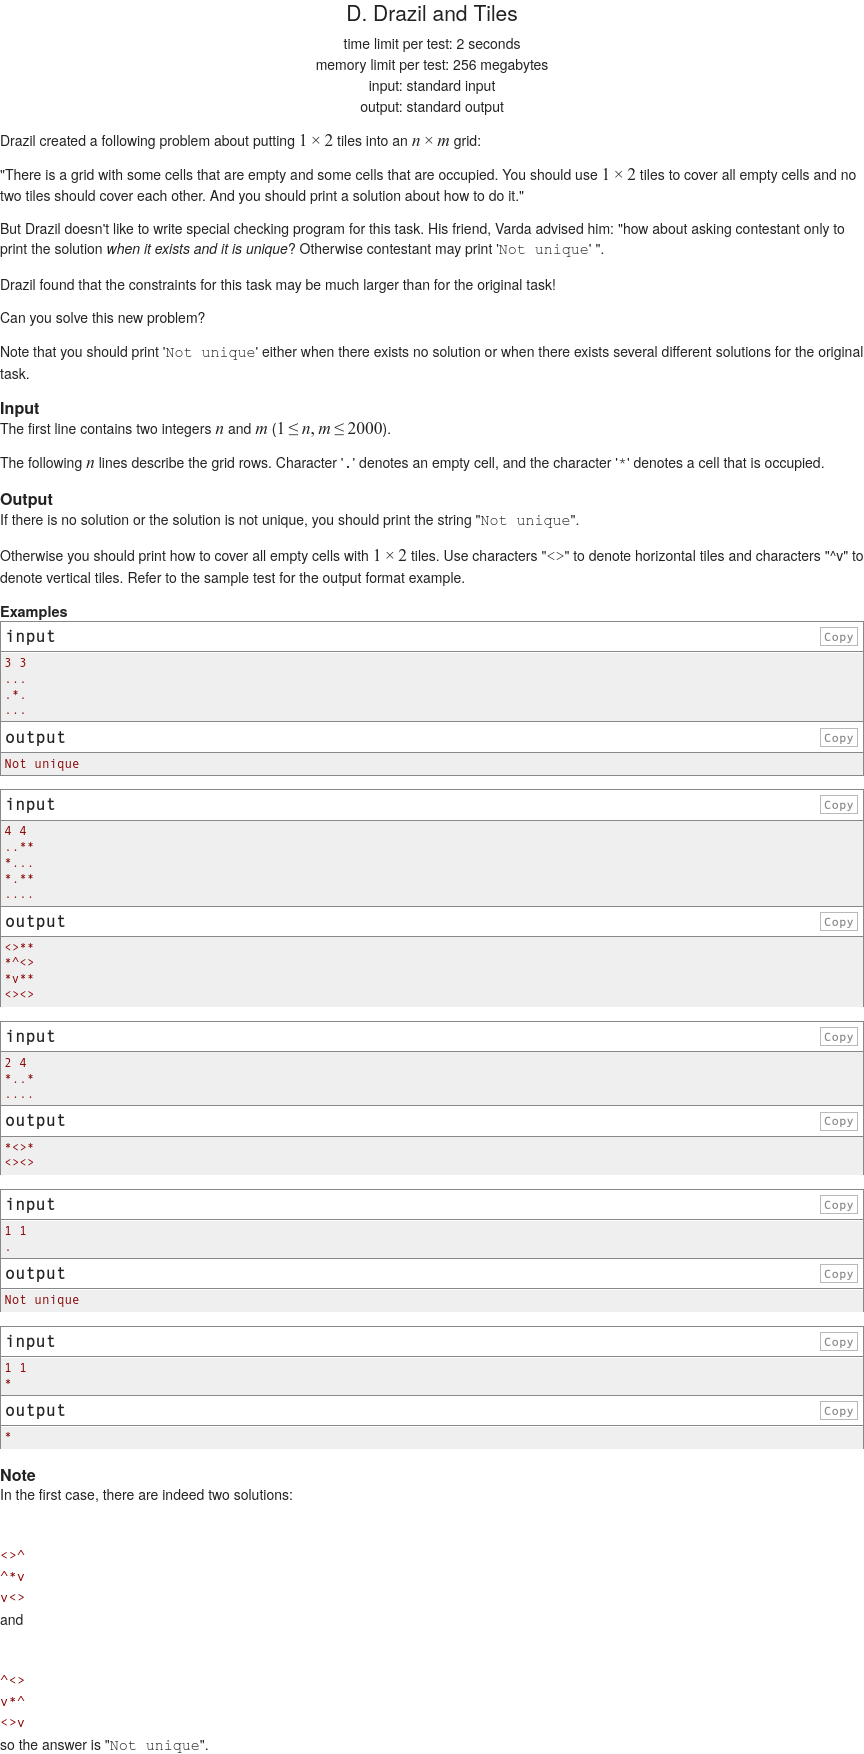 D. Drazil and Tiles
time limit per test: 2 seconds
memory limit per test: 256 megabytes
input: standard input
output: standard output
Drazil created a following problem about putting 1 × 2 tiles into an n × m grid:
"There is a grid with some cells that are empty and some cells that are occupied. You should use 1 × 2 tiles to cover all empty cells and no
two tiles should cover each other. And you should print a solution about how to do it."
But Drazil doesn't like to write special checking program for this task. His friend, Varda advised him: "how about asking contestant only to
print the solution when it exists and it is unique? Otherwise contestant may print 'Not unique' ".
Drazil found that the constraints for this task may be much larger than for the original task!
Can you solve this new problem?
Note that you should print 'Not unique' either when there exists no solution or when there exists several different solutions for the original
task.
Input
The first line contains two integers n and m (1 ≤ n, m ≤ 2000).
The following n lines describe the grid rows. Character '.' denotes an empty cell, and the character '*' denotes a cell that is occupied.
Output
If there is no solution or the solution is not unique, you should print the string "Not unique".
Otherwise you should print how to cover all empty cells with 1 × 2 tiles. Use characters "<>" to denote horizontal tiles and characters "^v" to
denote vertical tiles. Refer to the sample test for the output format example.
Examples
input Copy
3 3
...
.*.
...
output Copy
Not unique
input Copy
4 4
..**
*...
*.**
....
output Copy
<>**
*^<>
*v**
<><>
input Copy
2 4
*..*
....
output Copy
*<>*
<><>
input Copy
1 1
.
output Copy
Not unique
input Copy
1 1
*
output Copy
*
Note
In the first case, there are indeed two solutions:
<>^
^*v
v<>
and
^<>
v*^
<>v
so the answer is "Not unique".